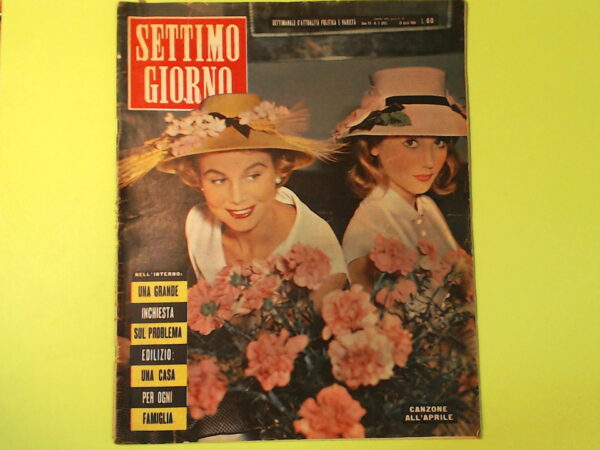 SETTIMANALE D'ATTUALITÀ POLITICA E VARIETÀ
L. 60
SETTIMO
GIORNO
NELL'INTERNO:
UNA GRANDE
INCHIESTA
SUL PROBLEMA
EDILIZIO:
UNA CASA
PER OGNI
FAMIGLIA
CANZONE
ALL'APRILE